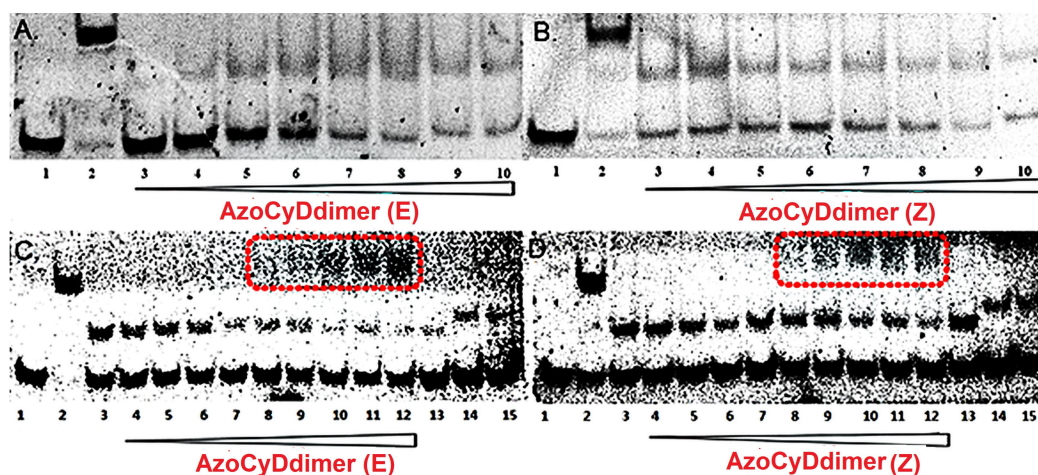 A.
B.
1 2 3 4 5 6 7 8 9 10
1 2 3 4 5 6 7 8 9 10
AzoCyDdimer (E)
AzoCyDdimer (Z)
C.
D.
1 2 3 4 5 6 7 8 9 10 11 12 13 14 15
1 2 3 4 5 6 7 8 9 10 11 12 13 14 15
AzoCyDdimer (E)
AzoCyDdimer (Z)